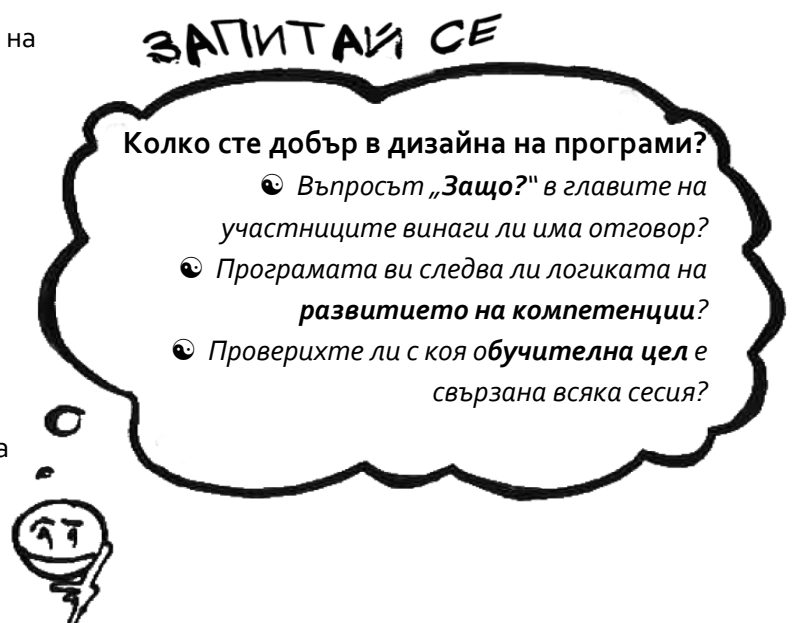 на
ЗАПИТАЙ СЕ
Колко сте добър в дизайна на програми?
☯ Въпросът „Защо?“ в главите на
участниците винаги ли има отговор?
☯ Програмата ви следва ли логиката на
развитието на компетенции?
☯ Проверихте ли с коя обучителна цел е
свързана всяка сесия?
а